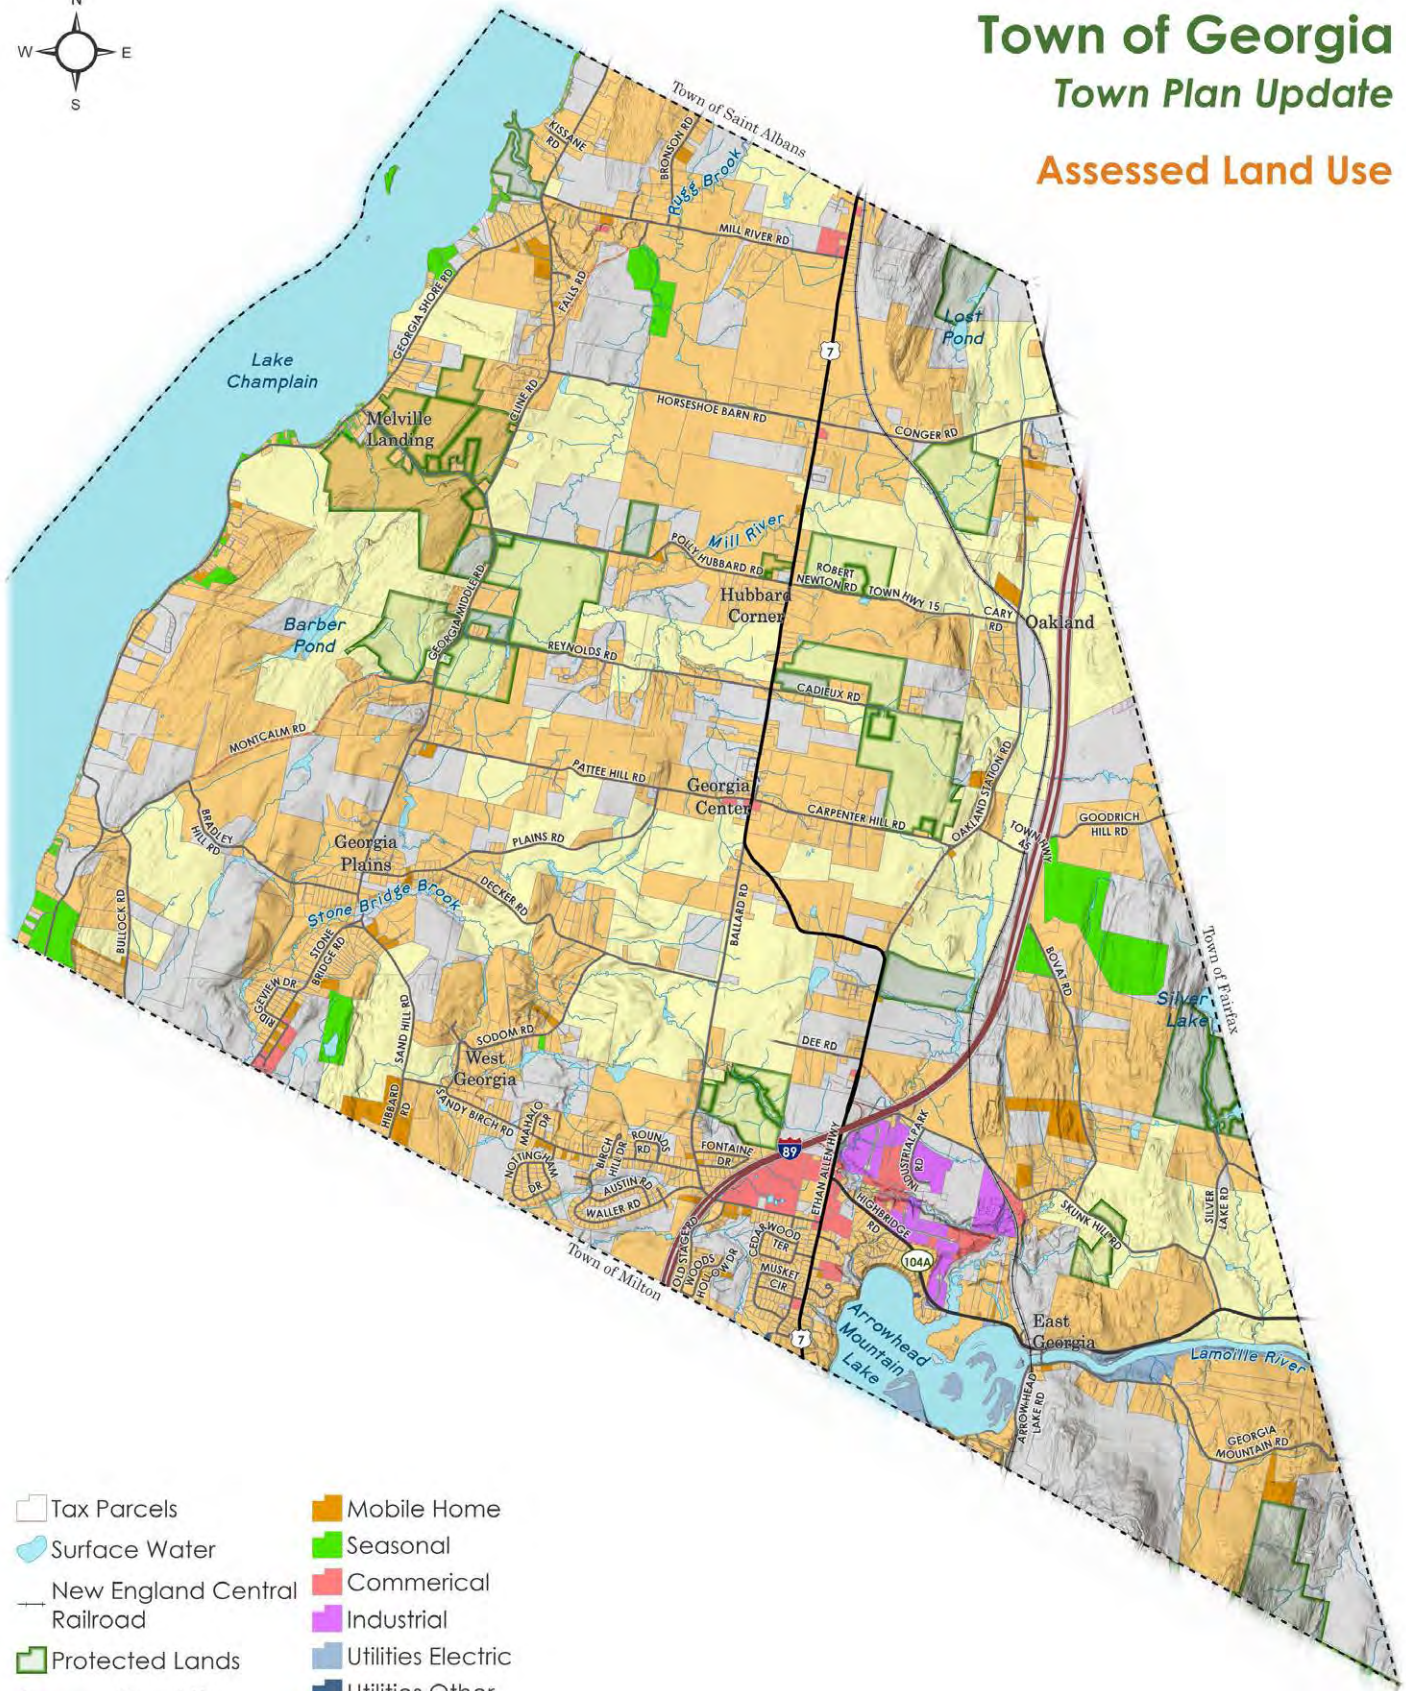 N
W
E
S
Town of Georgia
Town Plan Update
Assessed Land Use
Town of Saint Albans
KISSANE
RD
BRONSON RD
Rugg Brook
MILL RIVER RD
FALLS RD
GEORGIA SHORE RD
Lost
Pond
7
Lake
Champlain
CLINE RD
HORSESHOE BARN RD
CONGER RD
Melville
Landing
Mill River
POLLY HUBBARD RD
ROBERT
NEWTON RD
TOWN HWY 15
Hubbard
Corner
CARY
RD
Oakland
GEORGIA MIDDLE RD
Barber
Pond
REYNOLDS RD
CADIEUX RD
MONTCALM RD
PATTEE HILL RD
Georgia
Center
CARPENTER HILL RD
OAKLAND STATION RD
TOWN HWY
45
GOODRICH
HILL RD
BRADLEY
HILL RD
PLAINS RD
Georgia
Plains
DECKER RD
Stone Bridge Brook
BULLOCK RD
STONE
BRIDGE RD
BALLARD RD
BOVAT RD
Town of Fairfax
Silver
Lake
RIDGEVIEW DR
SAND HILL RD
SODOM RD
West
Georgia
DEE RD
HIBBARD
RD
SANDY BIRCH RD
MAHALO
DR
BIRCH
HILL DR
ROUNDS
RD
FONTAINE
DR
89
ETHAN ALLEN HWY
INDUSTRIAL PARK
RD
NOTTINGHAM
DR
AUSTIN RD
WALLER RD
HIGHBRIDGE
RD
SKUNK HILL RD
SILVER
LAKE RD
Town of Milton
OLD STAGE RD
WOODS
HOLLOW DR
CEDARWOOD
TER
MUSKET
CIR
104A
7
Arrowhead
Mountain
Lake
East
Georgia
Lamoille River
ARROWHEAD
LAKE RD
GEORGIA
MOUNTAIN RD
Tax Parcels
Surface Water
New England Central
Railroad
Protected Lands
Mobile Home
Seasonal
Commerical
Industrial
Utilities Electric
Utilities Other